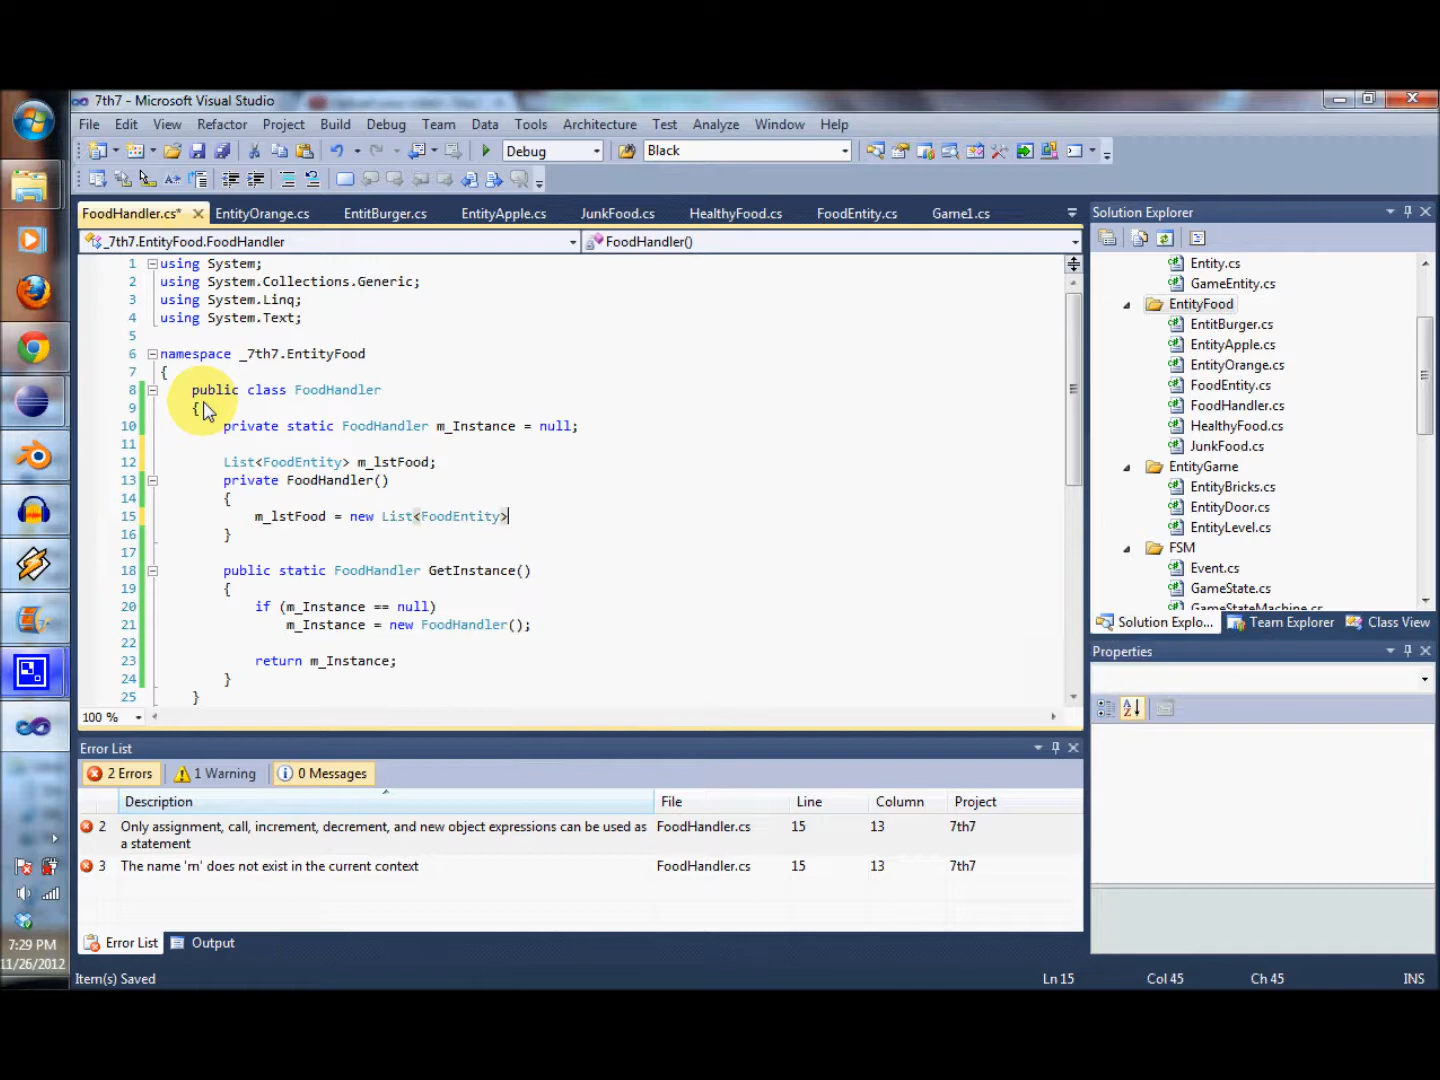 7th7 - Microsoft Visual Studio
File Edit View Refactor Project Build Debug Team Data Tools Architecture Test Analyze Window Help
Debug Black
FoodHandler.cs* EntityOrange.cs EntitBurger.cs EntityApple.cs JunkFood.cs HealthyFood.cs FoodEntity.cs Game1.cs
_7th7.EntityFood.FoodHandler FoodHandler()
1 using System;
2 using System.Collections.Generic;
3 using System.Linq;
4 using System.Text;
5
6 namespace _7th7.EntityFood
7 {
8 public class FoodHandler
9 {
10 private static FoodHandler m_Instance = null;
11
12 List<FoodEntity> m_lstFood;
13 private FoodHandler()
14 {
15 m_lstFood = new List<FoodEntity>
16 }
17
18 public static FoodHandler GetInstance()
19 {
20 if (m_Instance == null)
21 m_Instance = new FoodHandler();
22
23 return m_Instance;
24 }
25 }
100 %
Solution Explorer
Entity.cs
GameEntity.cs
EntityFood
EntitBurger.cs
EntityApple.cs
EntityOrange.cs
FoodEntity.cs
FoodHandler.cs
HealthyFood.cs
JunkFood.cs
EntityGame
EntityBricks.cs
EntityDoor.cs
EntityLevel.cs
FSM
Event.cs
GameState.cs
GameStateMachine.cs
Solution Explo... Team Explorer Class View
Properties
Error List
2 Errors 1 Warning 0 Messages
Description File Line Column Project
2 Only assignment, call, increment, decrement, and new object expressions can be used as a statement FoodHandler.cs 15 13 7th7
3 The name 'm' does not exist in the current context FoodHandler.cs 15 13 7th7
Error List Output
Item(s) Saved Ln 15 Col 45 Ch 45 INS
7:29 PM
11/26/2012